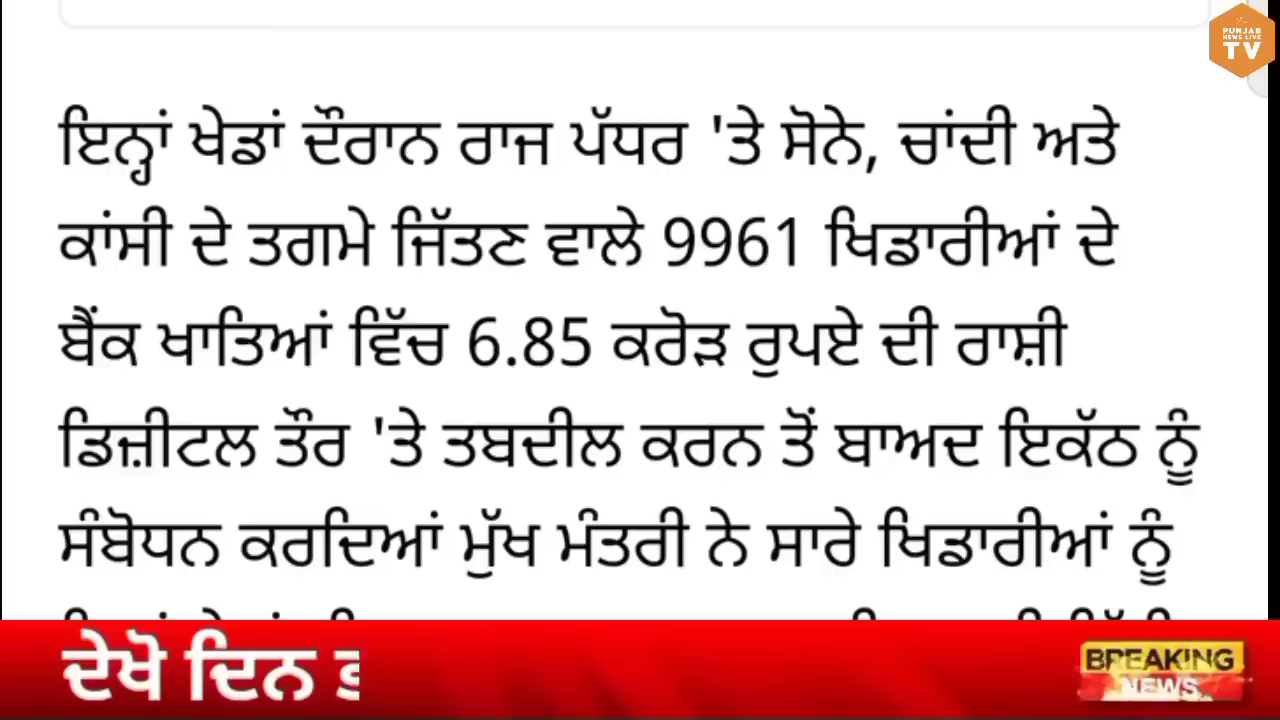 PUNJAB
NEWS LIVE
TV
ਇਨ੍ਹਾਂ ਖੇਡਾਂ ਦੌਰਾਨ ਰਾਜ ਪੱਧਰ 'ਤੇ ਸੋਨੇ, ਚਾਂਦੀ ਅਤੇ
ਕਾਂਸੀ ਦੇ ਤਗਮੇ ਜਿੱਤਣ ਵਾਲੇ 9961 ਖਿਡਾਰੀਆਂ ਦੇ
ਬੈਂਕ ਖਾਤਿਆਂ ਵਿੱਚ 6.85 ਕਰੋੜ ਰੁਪਏ ਦੀ ਰਾਸ਼ੀ
ਡਿਜ਼ੀਟਲ ਤੌਰ 'ਤੇ ਤਬਦੀਲ ਕਰਨ ਤੋਂ ਬਾਅਦ ਇਕੱਠ ਨੂੰ
ਸੰਬੋਧਨ ਕਰਦਿਆਂ ਮੁੱਖ ਮੰਤਰੀ ਨੇ ਸਾਰੇ ਖਿਡਾਰੀਆਂ ਨੂੰ
ਦੇਖੋ ਦਿਨ
BREAKING
NEWS